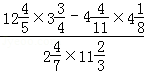 12 4/5 × 3 3/4 − 4 4/11 × 4 1/8
2 4/7 × 11 2/3